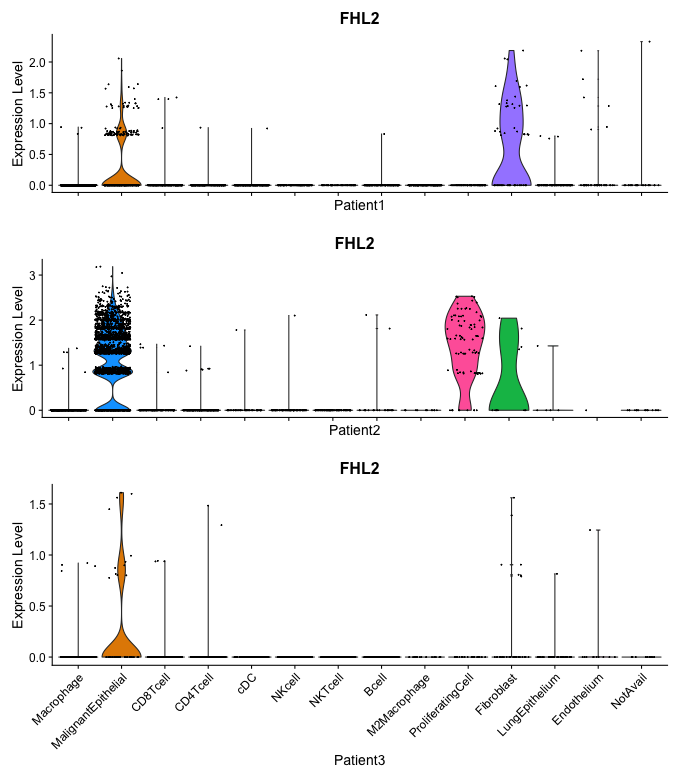 FHL2
Expression Level
2.0
1.5
1.0
0.5
0.0
Patient1
FHL2
Expression Level
3
2
1
0
Patient2
FHL2
Expression Level
1.5
1.0
0.5
0.0
Macrophage
MalignantEpithelial
CD8Tcell
CD4Tcell
cDC
NKcell
NKTcell
Bcell
M2Macrophage
ProliferatingCell
Fibroblast
LungEpithelium
Endothelium
NotAvail
Patient3